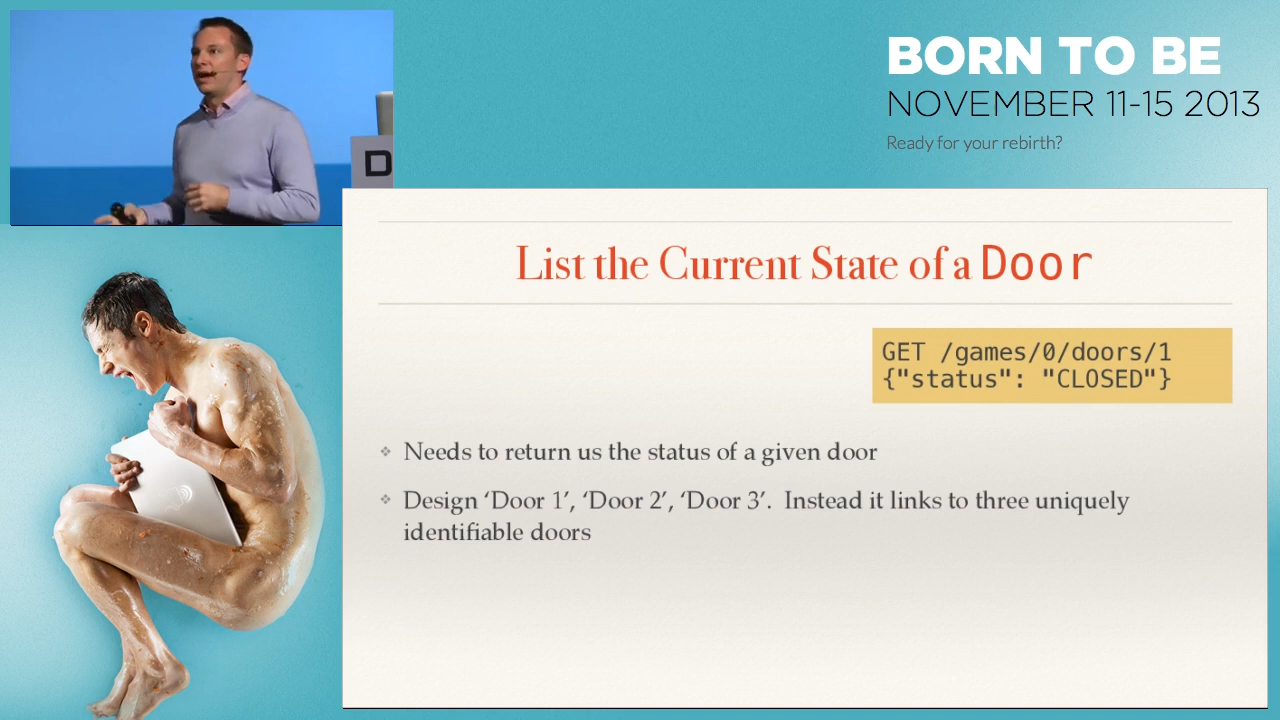 BORN TO BE
NOVEMBER 11-15 2013
Ready for your rebirth?
D
List the Current State of a Door
GET /games/0/doors/1
{"status": "CLOSED"}
Needs to return us the status of a given door
Design ‘Door 1’, ‘Door 2’, ‘Door 3’. Instead it links to three uniquely
identifiable doors